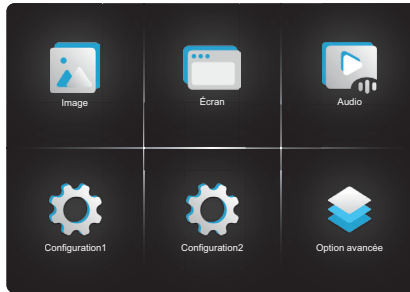 Image
Écran
Audio
Configuration1
Configuration2
Option avancée